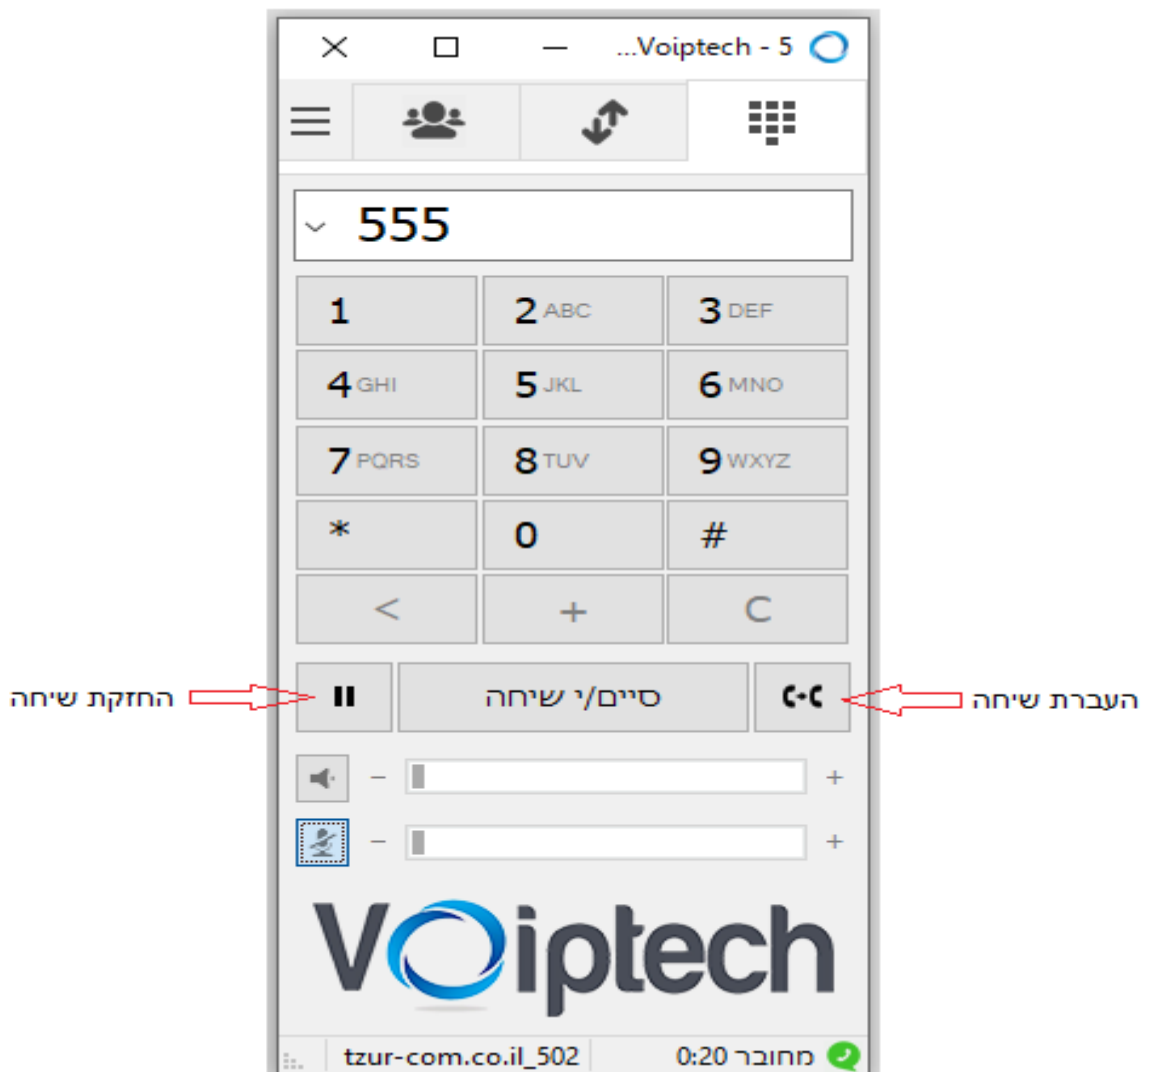 ...Voiptech - 5
555
1
2 ABC
3 DEF
4 GHI
5 JKL
6 MNO
7 PQRS
8 TUV
9 WXYZ
*
0
#
<
+
C
העברת שיחה
סיים/י שיחה
החזקת שיחה
- +
- +
Voiptech
מחובר 0:20
tzur-com.co.il_502